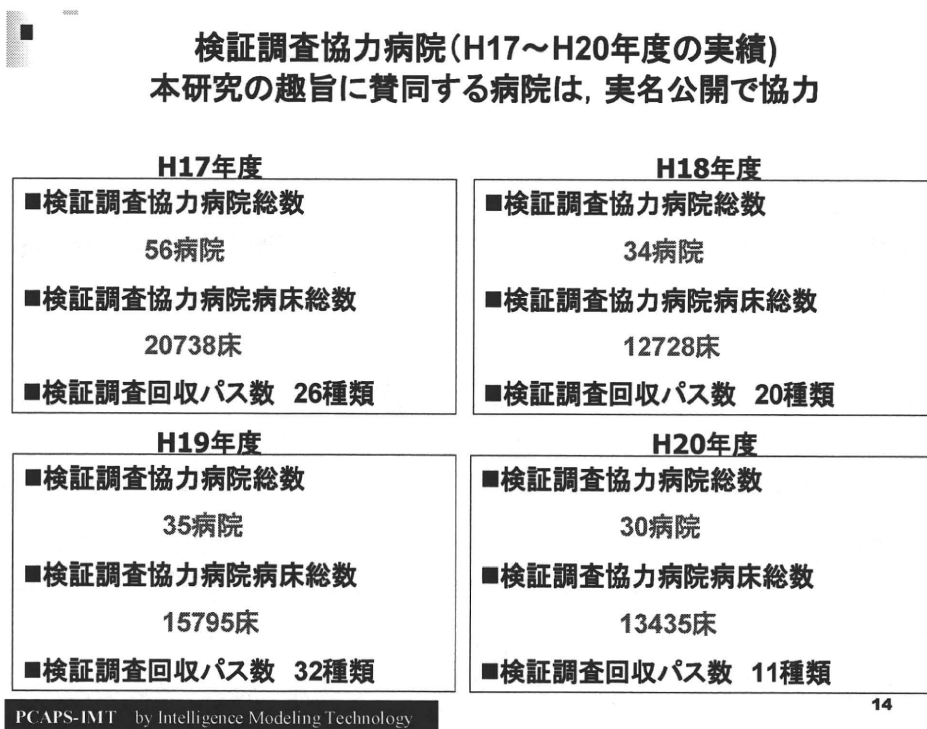 検証調査協力病院(H17～H20年度の実績)
本研究の趣旨に賛同する病院は，実名公開で協力
H17年度
■検証調査協力病院総数
56病院
■検証調査協力病院病床総数
20738床
■検証調査回収パス数 26種類
H18年度
■検証調査協力病院総数
34病院
■検証調査協力病院病床総数
12728床
■検証調査回収パス数 20種類
H19年度
■検証調査協力病院総数
35病院
■検証調査協力病院病床総数
15795床
■検証調査回収パス数 32種類
H20年度
■検証調査協力病院総数
30病院
■検証調査協力病院病床総数
13435床
■検証調査回収パス数 11種類
PCAPS-IMT by Intelligence Modeling Technology
14